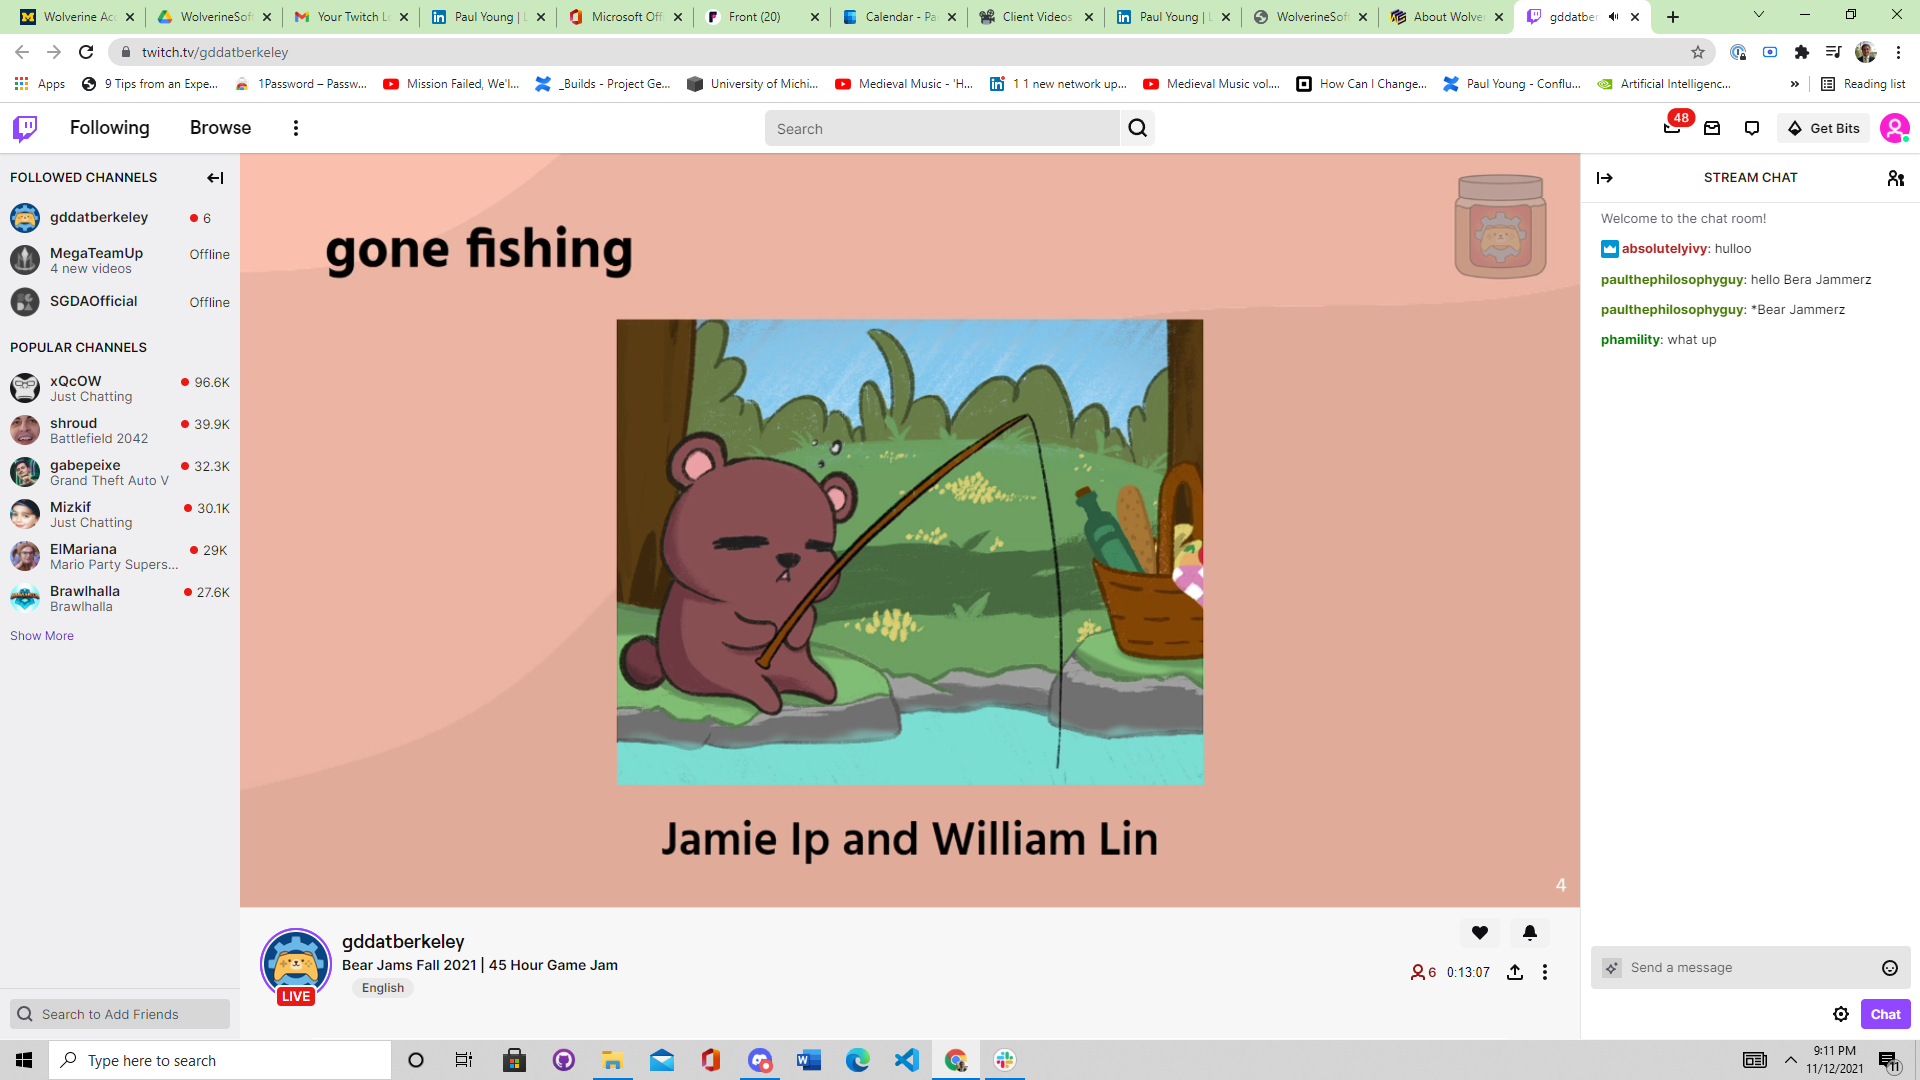 Wolverine Acc
WolverineSoft
Your Twitch Lo
Paul Young | L
Microsoft Offi
Front (20)
Calendar - Pa
Client Videos
Paul Young | L
WolverineSoft
About Wolver
gddatber
twitch.tv/gddatberkeley
Apps
9 Tips from an Expe...
1Password – Passw...
Mission Failed, We'l...
_Builds - Project Ge...
University of Michi...
Medieval Music - 'H...
1 1 new network up...
Medieval Music vol....
How Can I Change...
Paul Young - Conflu...
Artificial Intelligenc...
»
Reading list
Following
Browse
Search
48
Get Bits
FOLLOWED CHANNELS
gddatberkeley
6
MegaTeamUp
Offline
4 new videos
SGDAOfficial
Offline
POPULAR CHANNELS
xQcOW
96.6K
Just Chatting
shroud
39.9K
Battlefield 2042
gabepeixe
32.3K
Grand Theft Auto V
Mizkif
30.1K
Just Chatting
ElMariana
29K
Mario Party Supers...
Brawlhalla
27.6K
Brawlhalla
Show More
Search to Add Friends
gone fishing
Jamie Ip and William Lin
4
gddatberkeley
Bear Jams Fall 2021 | 45 Hour Game Jam
English
LIVE
6
0:13:07
STREAM CHAT
Welcome to the chat room!
absolutelyivy: hulloo
paulthephilosophyguy: hello Bera Jammerz
paulthephilosophyguy: *Bear Jammerz
phamility: what up
Send a message
Chat
Type here to search
9:11 PM
11/12/2021
11